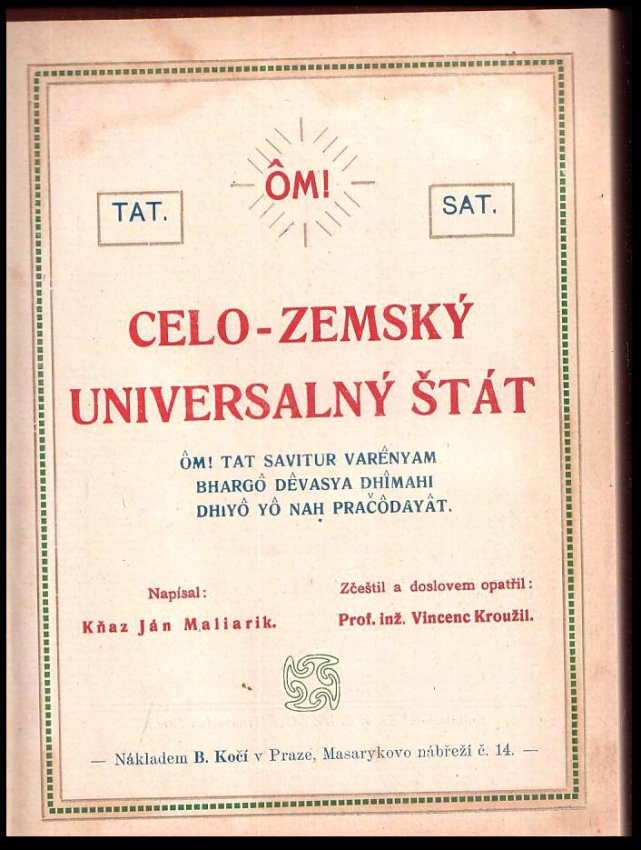 ÔM!
TAT.
SAT.
CELO-ZEMSKÝ
UNIVERSALNÝ ŠTÁT
ÔM! TAT SAVITUR VARÊNYAM
BHARGÔ DÊVASYA DHÎMAHI
DHIYÔ YÔ NAḤ PRAČÔDAYÂT.
Napísal:
Kňaz Ján Maliarik.
Zčeštil a doslovem opatřil:
Prof. inž. Vincenc Kroužil.
— Nákladem B. Kočí v Praze, Masarykovo nábřeží č. 14. —